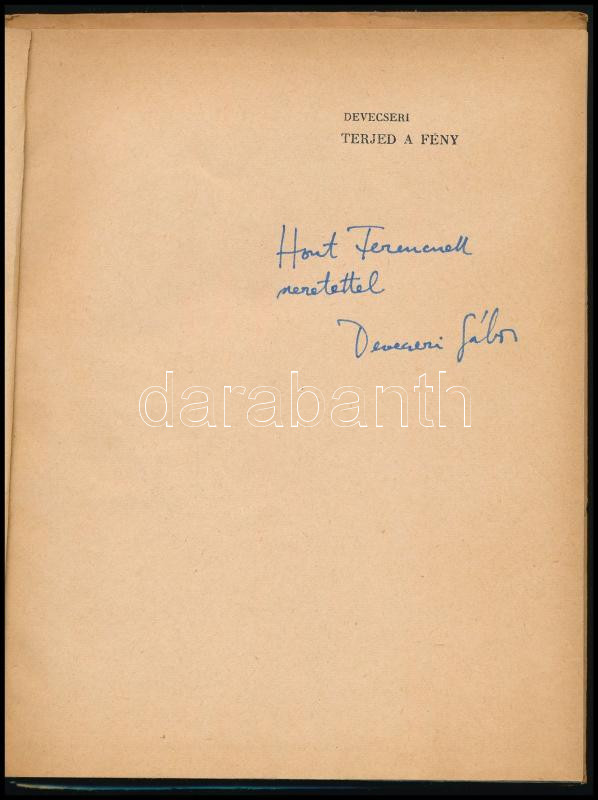 DEVECSERI
TERJED A FÉNY
Hont Ferencnek
szeretettel
Devecseri Gábor
darabanth